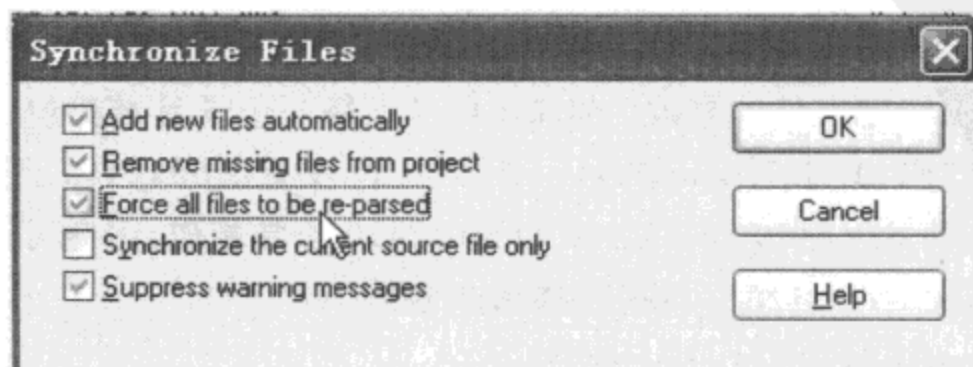 Synchronize Files
Add new files automatically
OK
Remove missing files from project
Force all files to be re-parsed
Cancel
Synchronize the current source file only
Suppress warning messages
Help